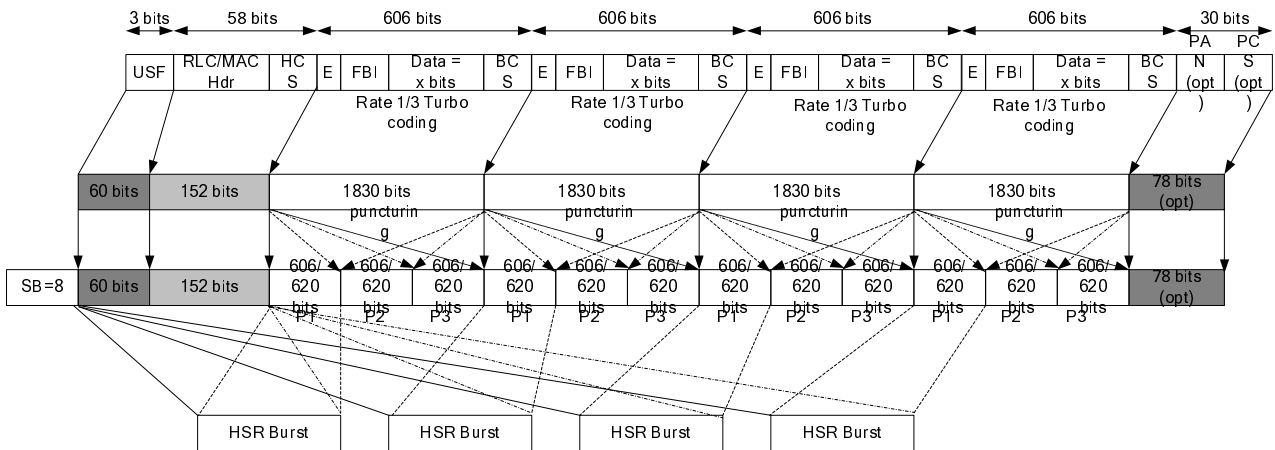 3 bits 58 bits 606 bits 606 bits 606 bits 606 bits 30 bits
USF RLC/MAC Hdr HC S E FBI Data = x bits BC S E FBI Data = x bits BC S E FBI Data = x bits BC S E FBI Data = x bits BC S PA N (opt ) PC S (opt )
Rate 1/3 Turbo coding Rate 1/3 Turbo coding Rate 1/3 Turbo coding Rate 1/3 Turbo coding
60 bits 152 bits 1830 bits 1830 bits 1830 bits 1830 bits 78 bits (opt)
puncturin g puncturin g puncturin g puncturin g
SB=8 60 bits 152 bits 606/ 620 bits 606/ 620 bits 606/ 620 bits 606/ 620 bits 606/ 620 bits 606/ 620 bits 606/ 620 bits 606/ 620 bits 606/ 620 bits 606/ 620 bits 606/ 620 bits 606/ 620 bits 78 bits (opt)
P1 P2 P3 P1 P2 P3 P1 P2 P3 P1 P2 P3
HSR Burst HSR Burst HSR Burst HSR Burst